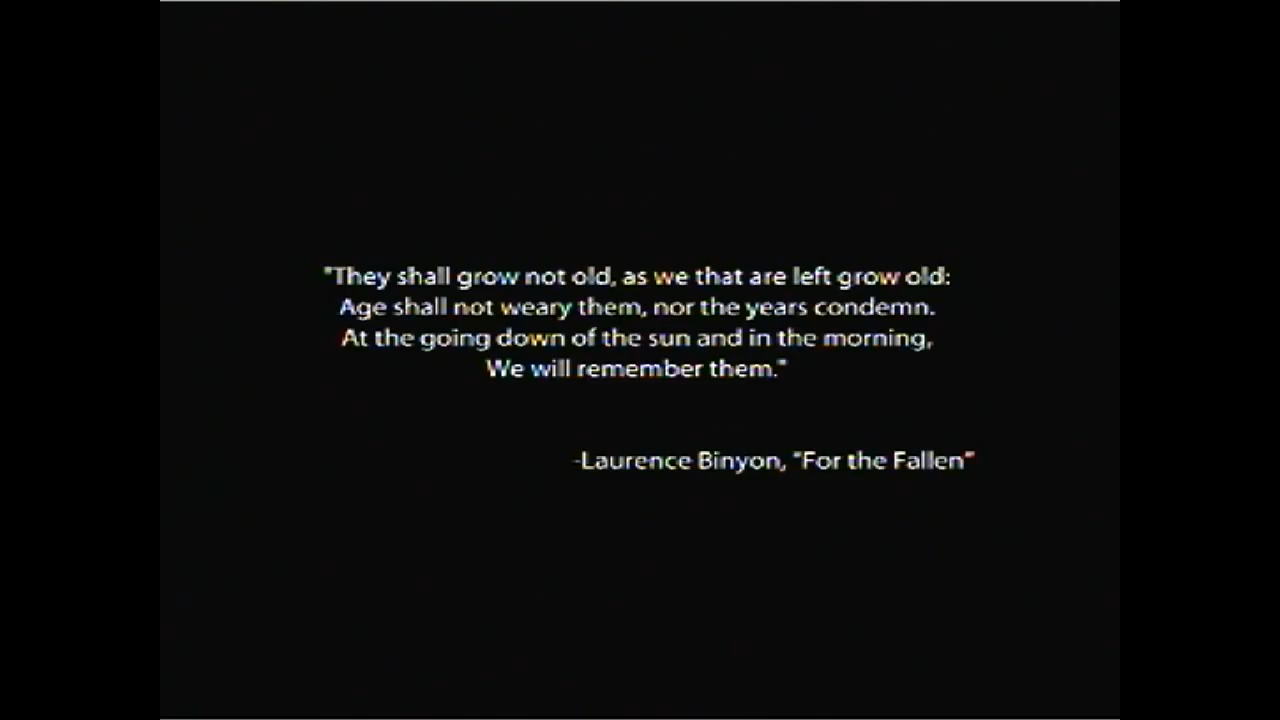 "They shall grow not old, as we that are left grow old:
Age shall not weary them, nor the years condemn.
At the going down of the sun and in the morning,
We will remember them."
-Laurence Binyon, "For the Fallen"